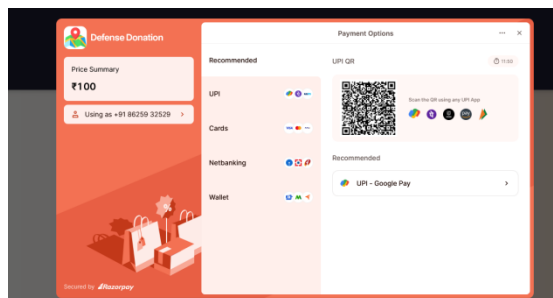 Defense Donation
Price Summary
₹100
Using as +91 86259 32529
Secured by Razorpay
Payment Options
Recommended
UPI
Cards
Netbanking
Wallet
UPI QR
11:50
Scan the QR using any UPI App
Recommended
UPI - Google Pay